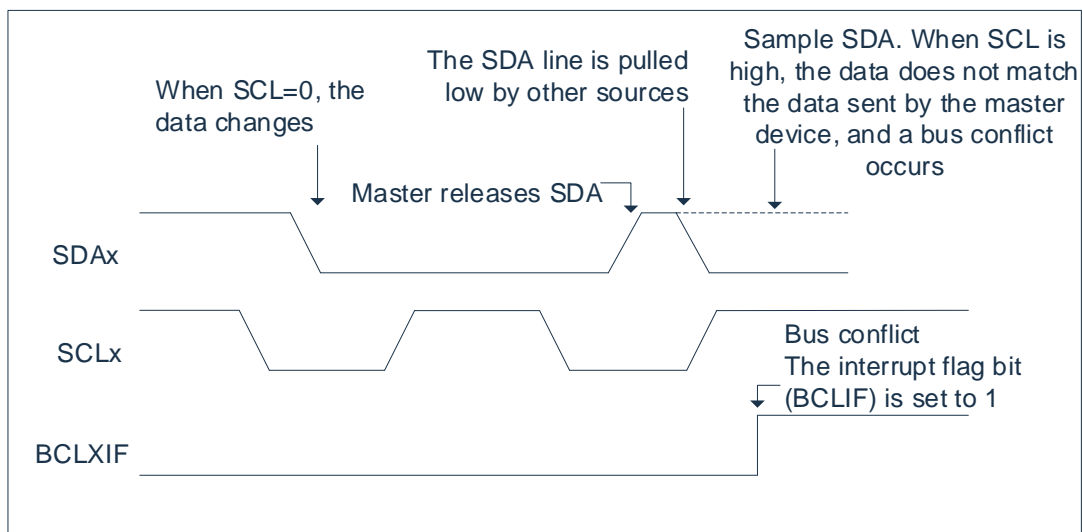 When SCL=0, the
data changes
The SDA line is pulled
low by other sources
Sample SDA. When SCL is
high, the data does not match
the data sent by the master
device, and a bus conflict
occurs
Master releases SDA
SDAx
SCLx
Bus conflict
The interrupt flag bit
(BCLIF) is set to 1
BCLXIF